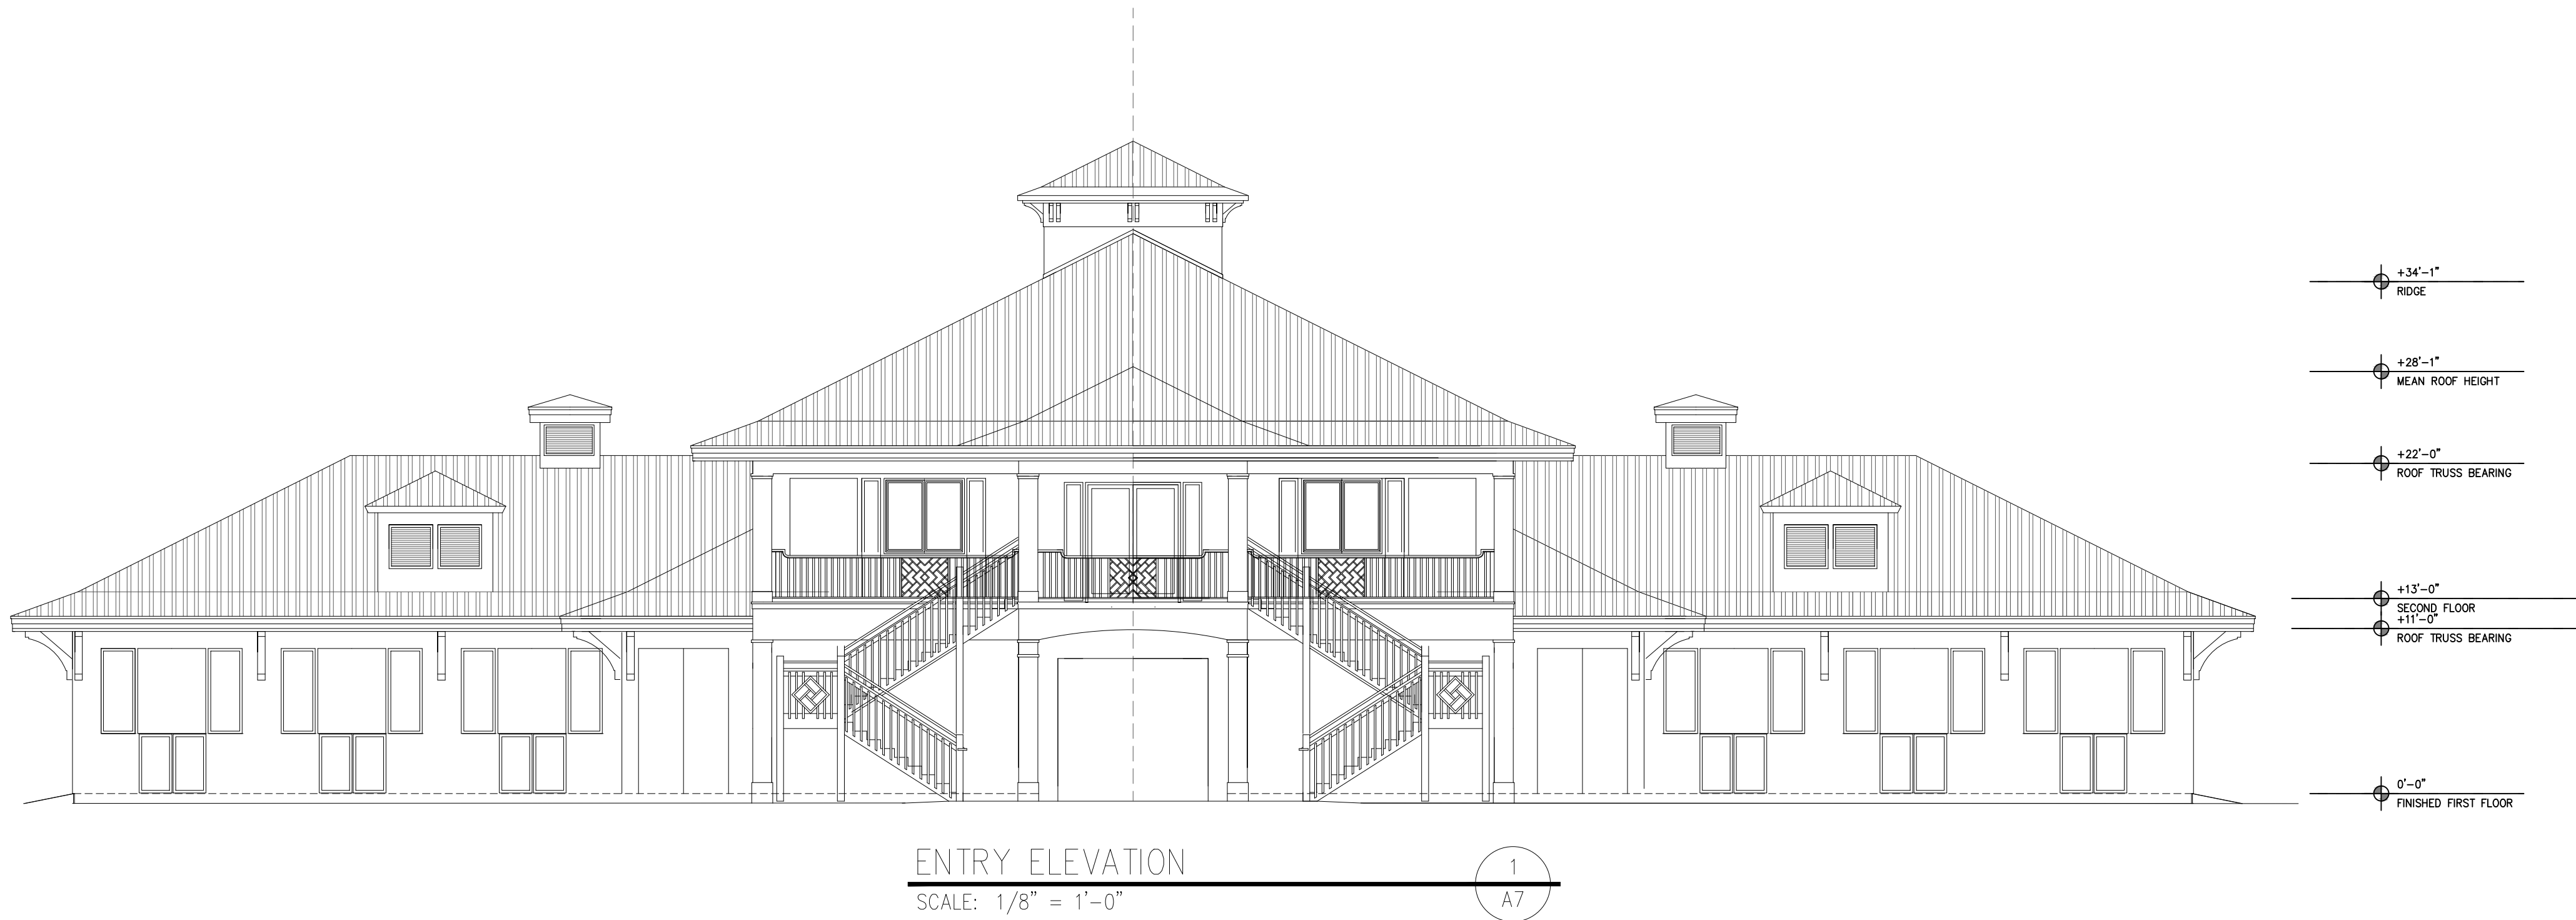 +34'-1"
RIDGE
+28'-1"
MEAN ROOF HEIGHT
+22'-0"
ROOF TRUSS BEARING
+13'-0"
SECOND FLOOR
+11'-0"
ROOF TRUSS BEARING
0'-0"
FINISHED FIRST FLOOR
ENTRY ELEVATION
SCALE: 1/8" = 1'-0"
1
A7